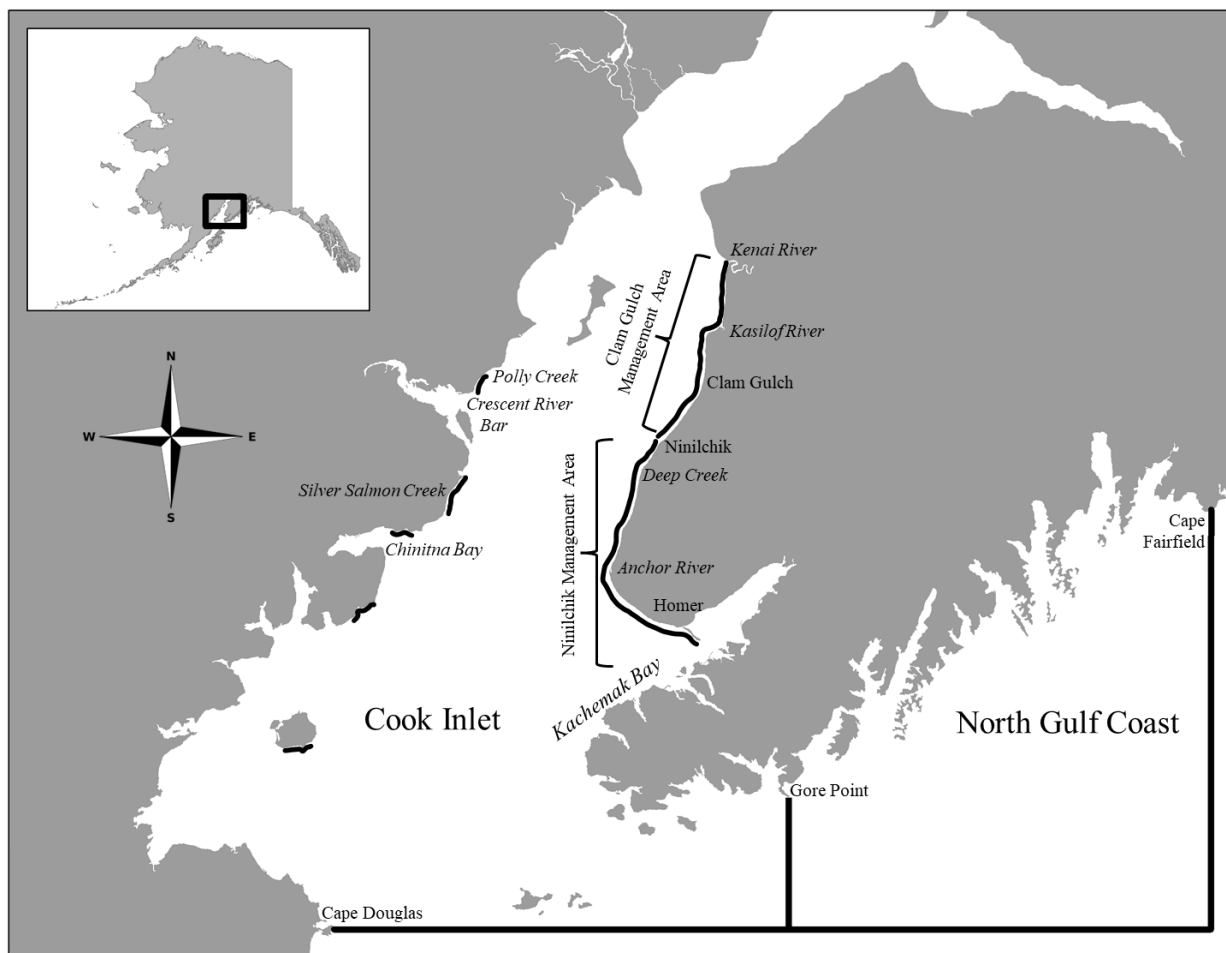 Kenai River
Clam Gulch
Management Area
Kasilof River
Polly Creek
Clam Gulch
Crescent River
Bar
N
W
E
S
Ninilchik
Deep Creek
Silver Salmon Creek
Ninilchik Management Area
Cape
Fairfield
Chinitna Bay
Anchor River
Homer
Kachemak Bay
Cook Inlet
North Gulf Coast
Gore Point
Cape Douglas